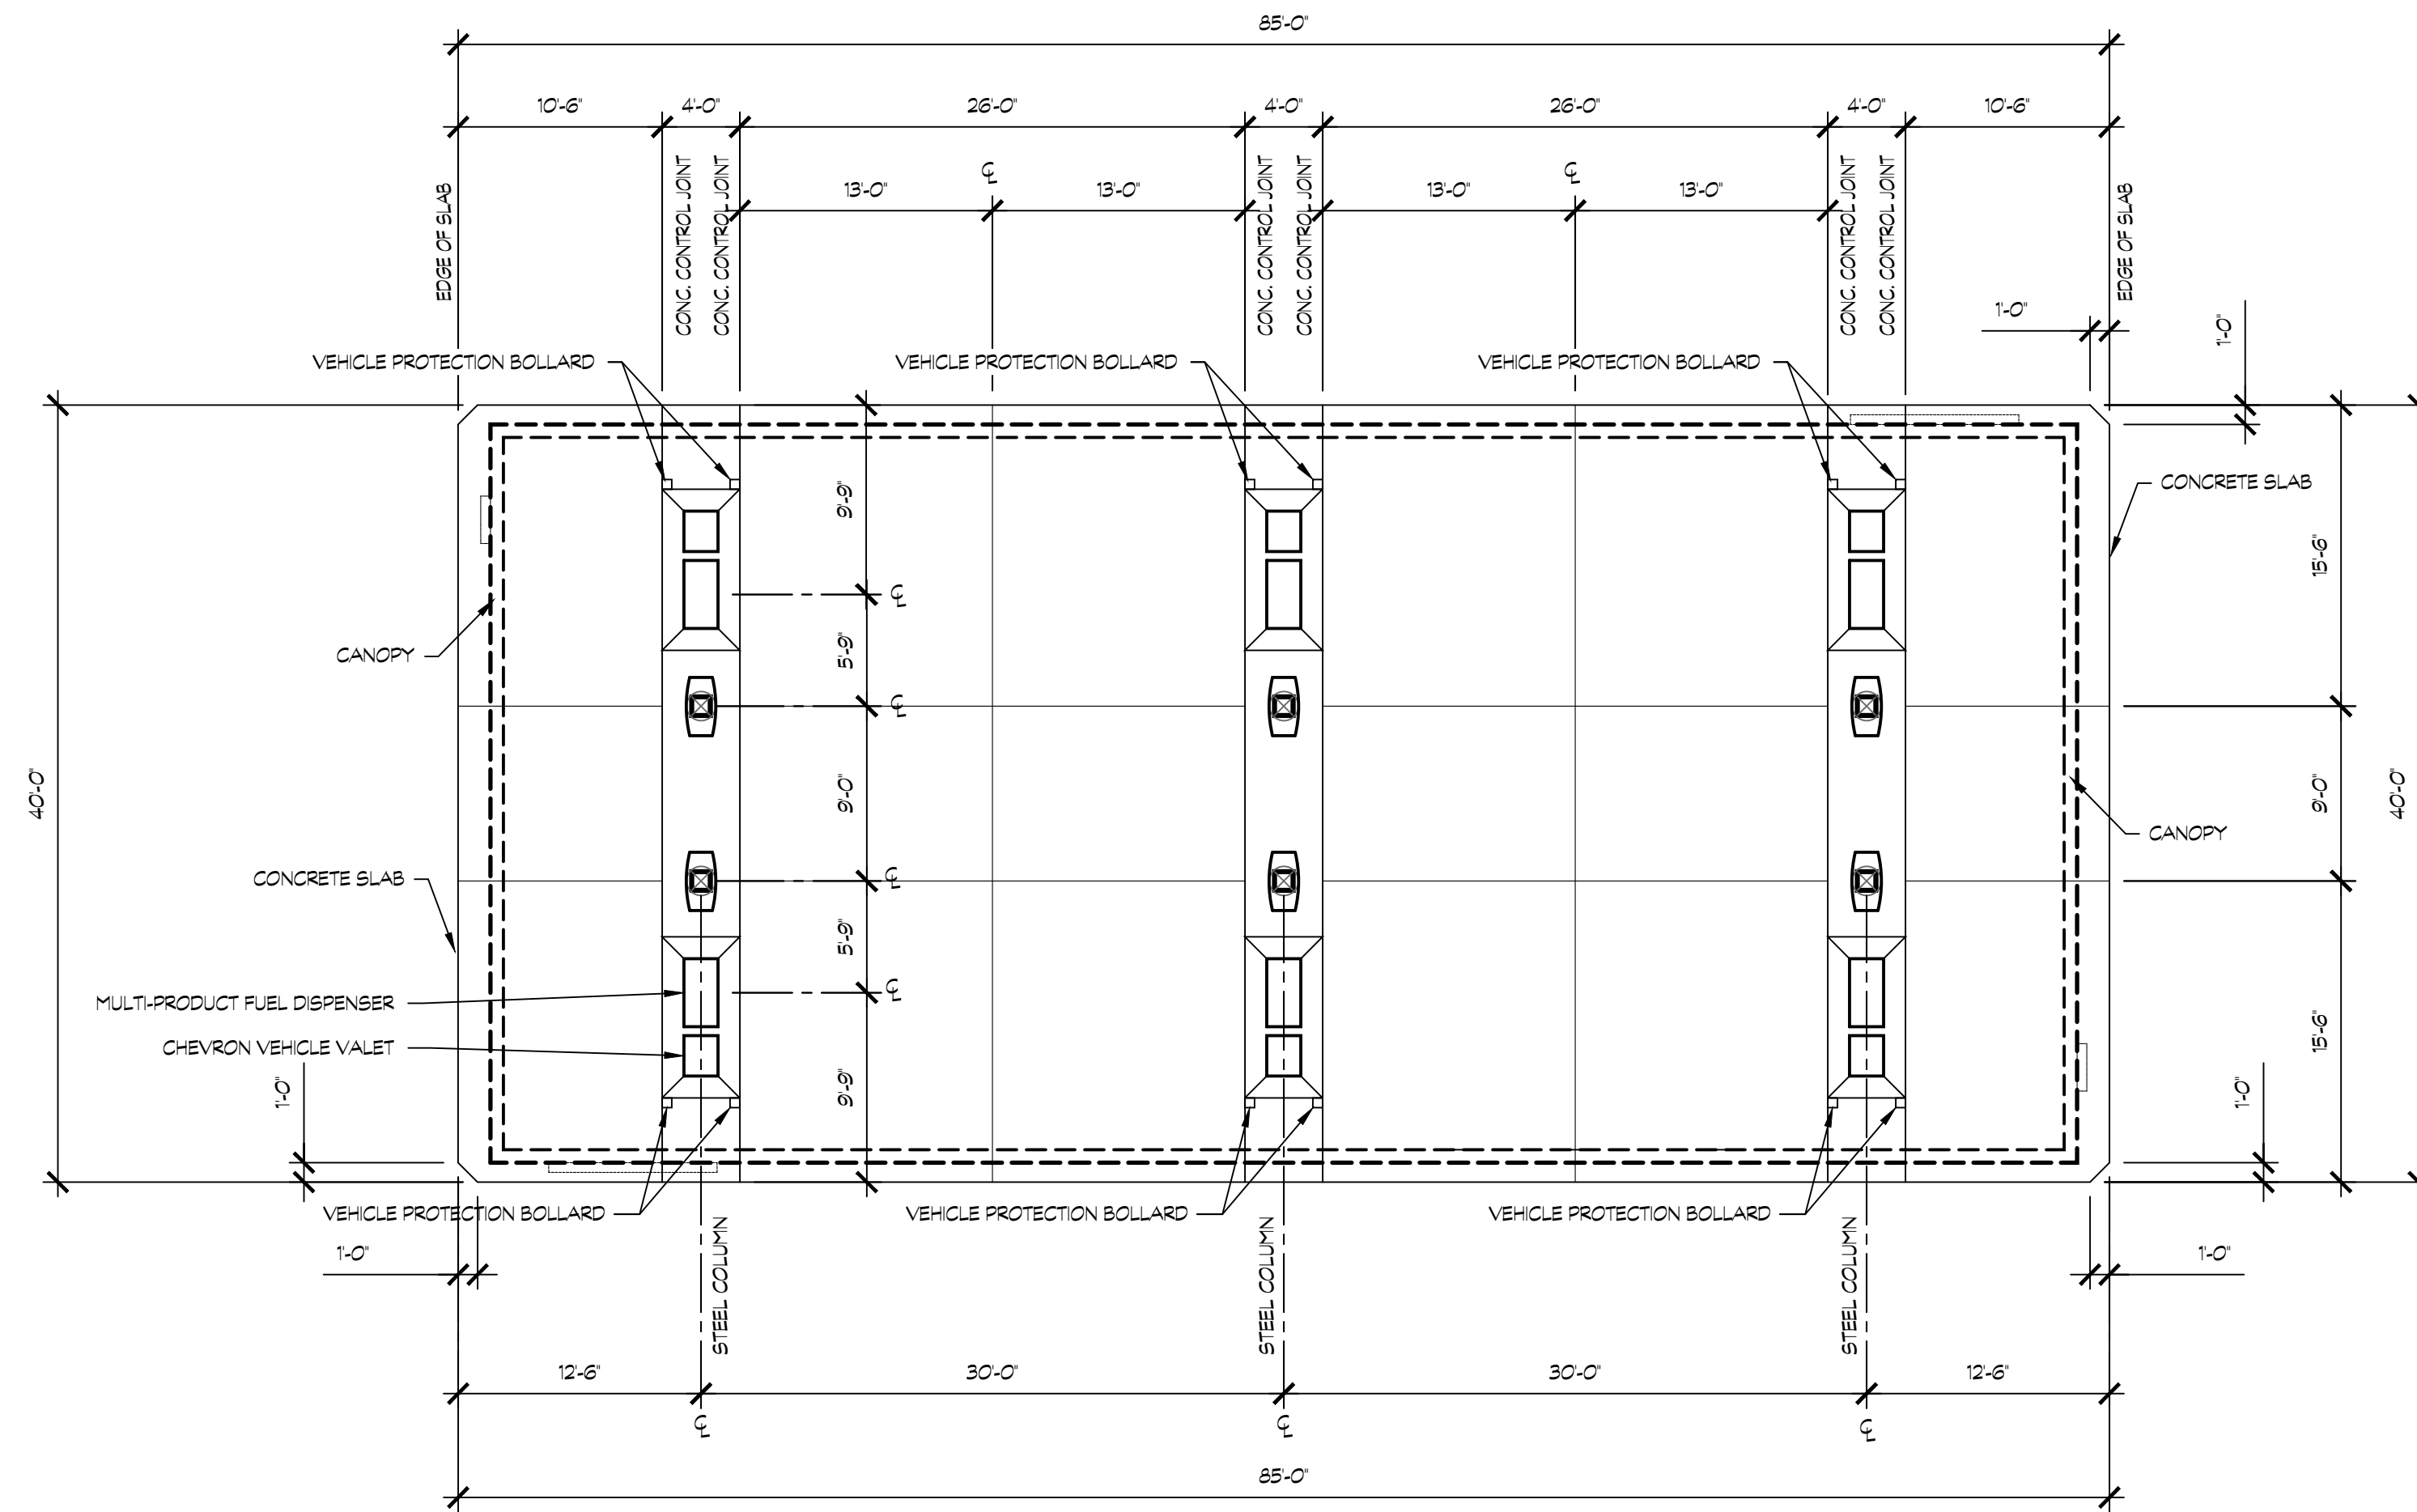 85'-0"
10'-6"
4'-0"
26'-0"
4'-0"
26'-0"
4'-0"
10'-6"
13'-0"
℄
13'-0"
13'-0"
℄
13'-0"
EDGE OF SLAB
CONC. CONTROL JOINT
CONC. CONTROL JOINT
CONC. CONTROL JOINT
CONC. CONTROL JOINT
CONC. CONTROL JOINT
CONC. CONTROL JOINT
EDGE OF SLAB
1'-0"
1'-0"
VEHICLE PROTECTION BOLLARD
VEHICLE PROTECTION BOLLARD
VEHICLE PROTECTION BOLLARD
CONCRETE SLAB
9'-9"
15'-6"
℄
CANOPY
5'-9"
℄
40'-0"
9'-0"
9'-0"
40'-0"
CANOPY
CONCRETE SLAB
℄
5'-9"
℄
MULTI-PRODUCT FUEL DISPENSER
15'-6"
CHEVRON VEHICLE VALET
1'-0"
9'-9"
1'-0"
VEHICLE PROTECTION BOLLARD
VEHICLE PROTECTION BOLLARD
VEHICLE PROTECTION BOLLARD
1'-0"
STEEL COLUMN
STEEL COLUMN
STEEL COLUMN
1'-0"
12'-6"
30'-0"
30'-0"
12'-6"
℄
℄
℄
85'-0"